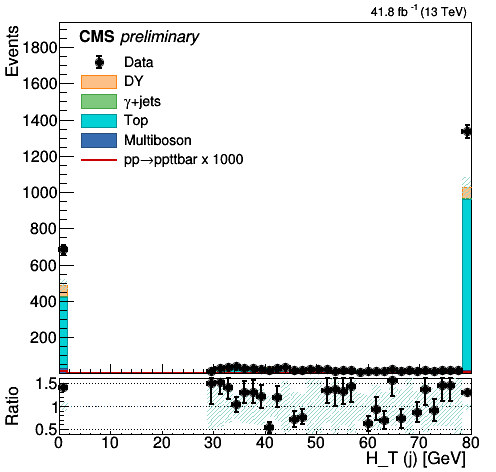 41.8 fb⁻¹ (13 TeV)
Events
CMS preliminary
Data
DY
γ+jets
Top
Multiboson
pp→ppttbar x 1000
1800
1600
1400
1200
1000
800
600
400
200
Ratio
1.5
1
0.5
0 10 20 30 40 50 60 70 80
H_T (j) [GeV]